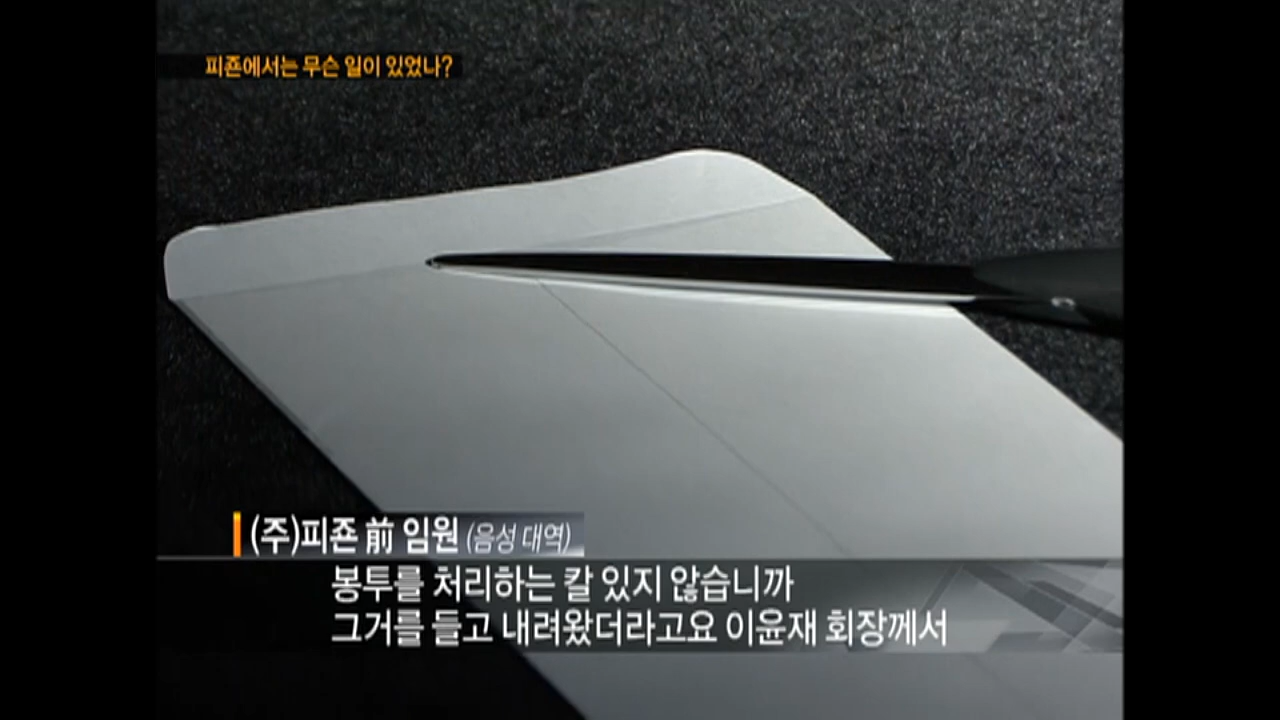 피죤에서는 무슨 일이 있었나?
(주)피죤 前 임원 (음성 대역)
봉투를 처리하는 칼 있지 않습니까
그거를 들고 내려왔더라고요 이윤재 회장께서